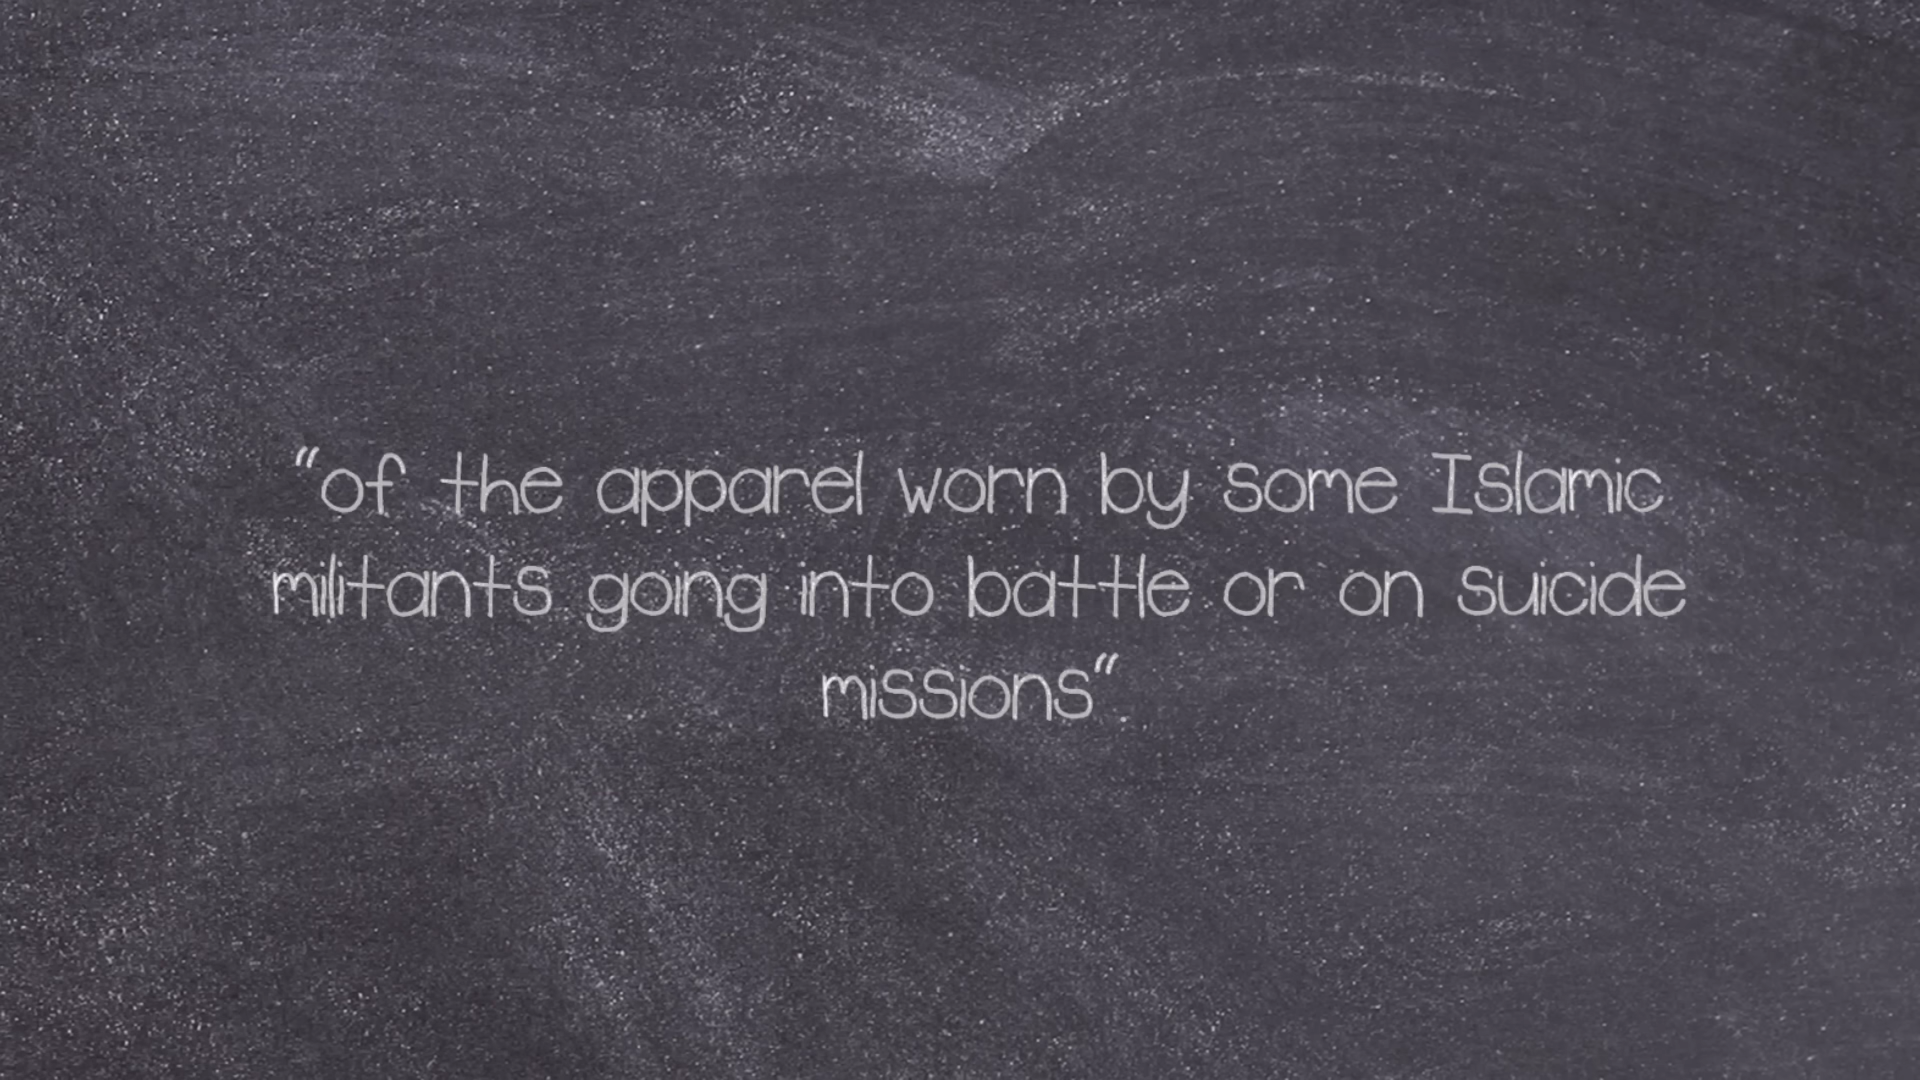 "of the apparel worn by some Islamic
militants going into battle or on suicide
missions"